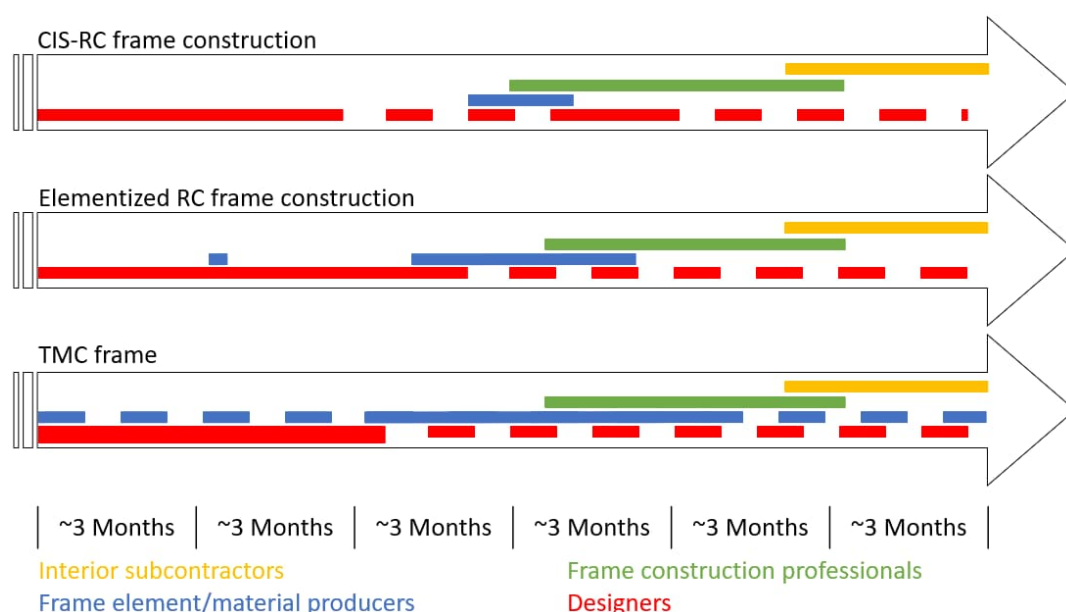 CIS-RC frame construction
Elementized RC frame construction
TMC frame
~3 Months ~3 Months ~3 Months ~3 Months ~3 Months ~3 Months
Interior subcontractors Frame construction professionals
Frame element/material producers Designers